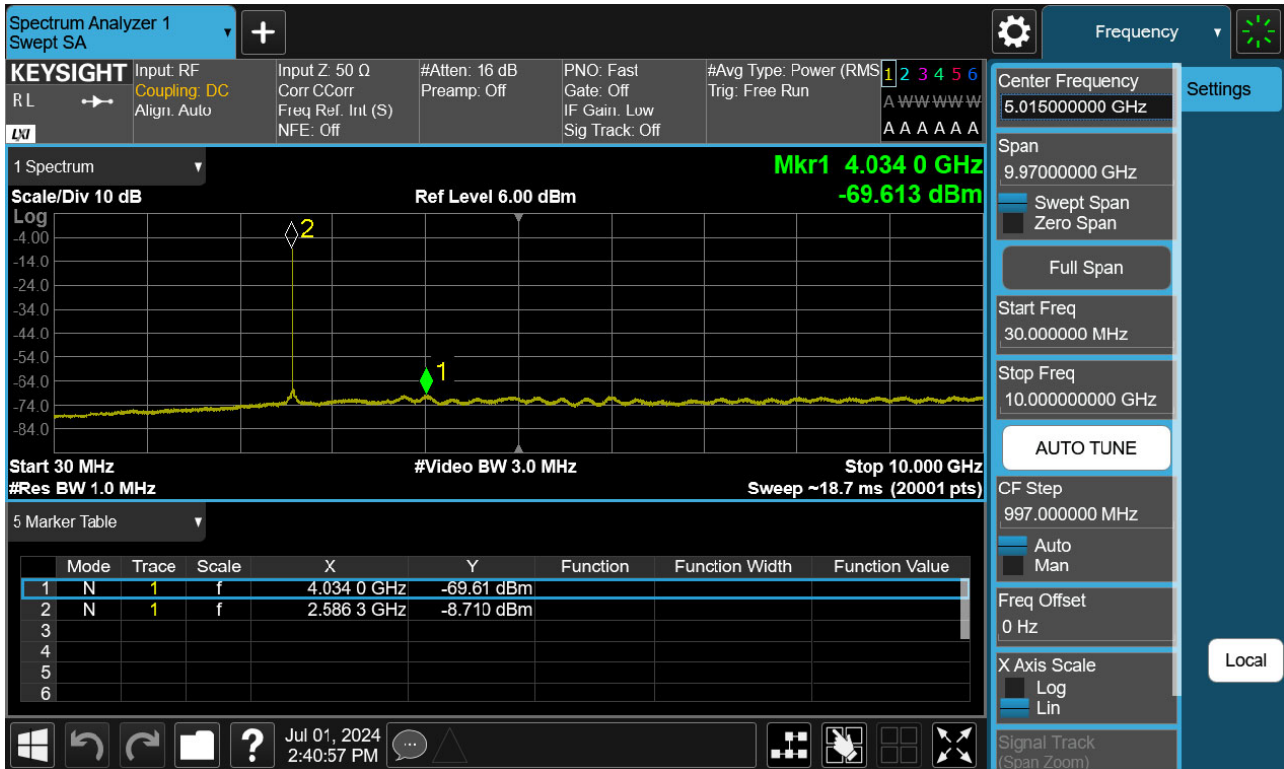 Spectrum Analyzer 1
Swept SA
Frequency
KEYSIGHT
R L
LXI
Input: RF
Coupling: DC
Align: Auto
Input Z: 50 Ω
Corr CCorr
Freq Ref: Int (S)
NFE: Off
#Atten: 16 dB
Preamp: Off
PNO: Fast
Gate: Off
IF Gain: Low
Sig Track: Off
#Avg Type: Power (RMS
Trig: Free Run
1 2 3 4 5 6
A W W W W W
A A A A A A
1 Spectrum
Mkr1 4.034 0 GHz
Scale/Div 10 dB
Ref Level 6.00 dBm
-69.613 dBm
Log
2
-4.00
-14.0
-24.0
-34.0
-44.0
-54.0
1
-64.0
-74.0
-84.0
Start 30 MHz
#Video BW 3.0 MHz
Stop 10.000 GHz
#Res BW 1.0 MHz
Sweep ~18.7 ms (20001 pts)
5 Marker Table
Mode Trace Scale X Y Function Function Width Function Value
1 N 1 f 4.034 0 GHz -69.61 dBm
2 N 1 f 2.586 3 GHz -8.710 dBm
3
4
5
6
?
Jul 01, 2024
2:40:57 PM
Center Frequency
5.015000000 GHz
Settings
Span
9.97000000 GHz
Swept Span
Zero Span
Full Span
Start Freq
30.000000 MHz
Stop Freq
10.000000000 GHz
AUTO TUNE
CF Step
997.000000 MHz
Auto
Man
Freq Offset
0 Hz
X Axis Scale
Log
Lin
Local
Signal Track
(Span Zoom)